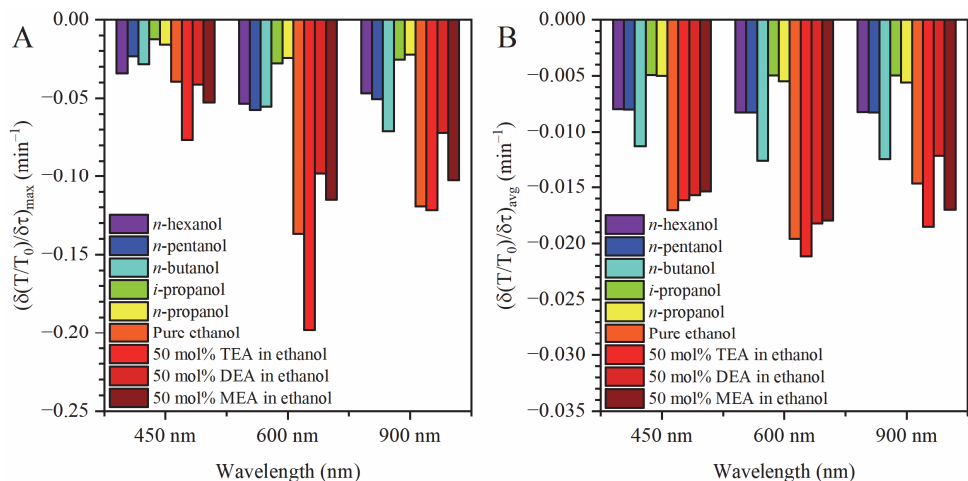 A
(δ(T/T₀)/δτ)max (min⁻¹)
0.00
−0.05
−0.10
−0.15
−0.20
−0.25
n-hexanol
n-pentanol
n-butanol
i-propanol
n-propanol
Pure ethanol
50 mol% TEA in ethanol
50 mol% DEA in ethanol
50 mol% MEA in ethanol
450 nm 600 nm 900 nm
Wavelength (nm)
B
(δ(T/T₀)/δτ)avg (min⁻¹)
0.000
−0.005
−0.010
−0.015
−0.020
−0.025
−0.030
−0.035
n-hexanol
n-pentanol
n-butanol
i-propanol
n-propanol
Pure ethanol
50 mol% TEA in ethanol
50 mol% DEA in ethanol
50 mol% MEA in ethanol
450 nm 600 nm 900 nm
Wavelength (nm)